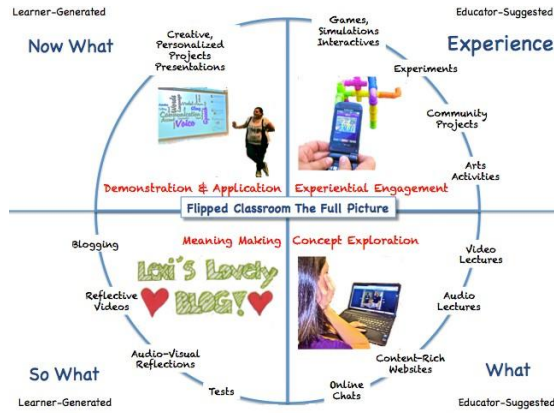 Learner-Generated
Educator-Suggested
Now What
Experience
Creative,
Personalized
Projects
Presentations
Games,
Simulations
Interactives
Experiments
Community
Projects
Arts
Activities
Communication
Voice
Demonstration & Application
Experiential Engagement
Flipped Classroom The Full Picture
Meaning Making
Concept Exploration
Blogging
Reflective
Videos
Audio-Visual
Reflections
Tests
Lexi's Lovely
BLOG!
Video
Lectures
Audio
Lectures
Content-Rich
Websites
Online
Chats
So What
What
Learner-Generated
Educator-Suggested